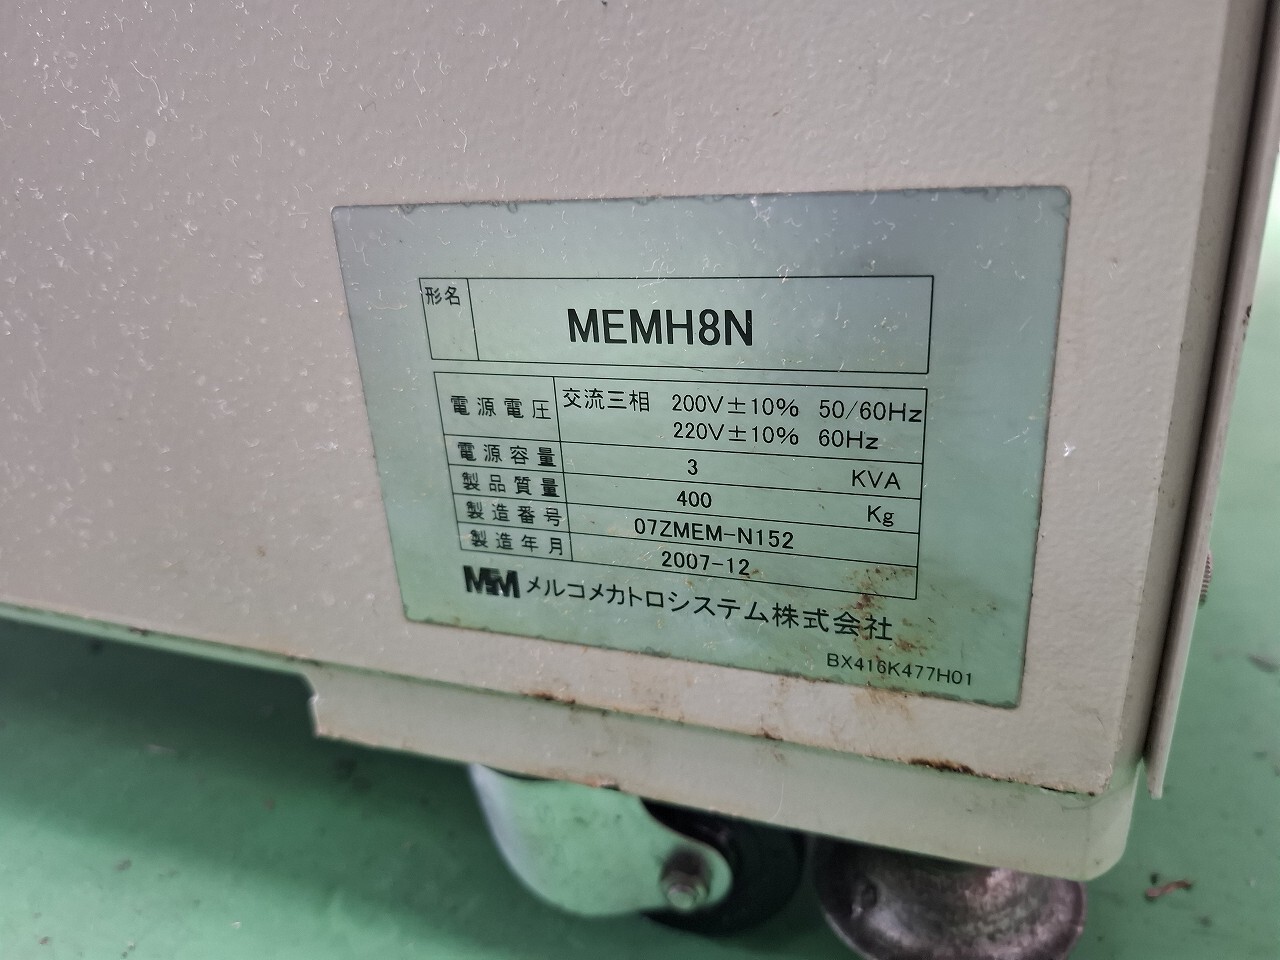 形名 MEMH8N
電源電圧 交流三相 200V±10% 50/60Hz
220V±10% 60Hz
電源容量 3 KVA
製品質量 400 Kg
製造番号 07ZMEM-N152
製造年月 2007-12
MEM メルコメカトロシステム株式会社
BX416K477H01